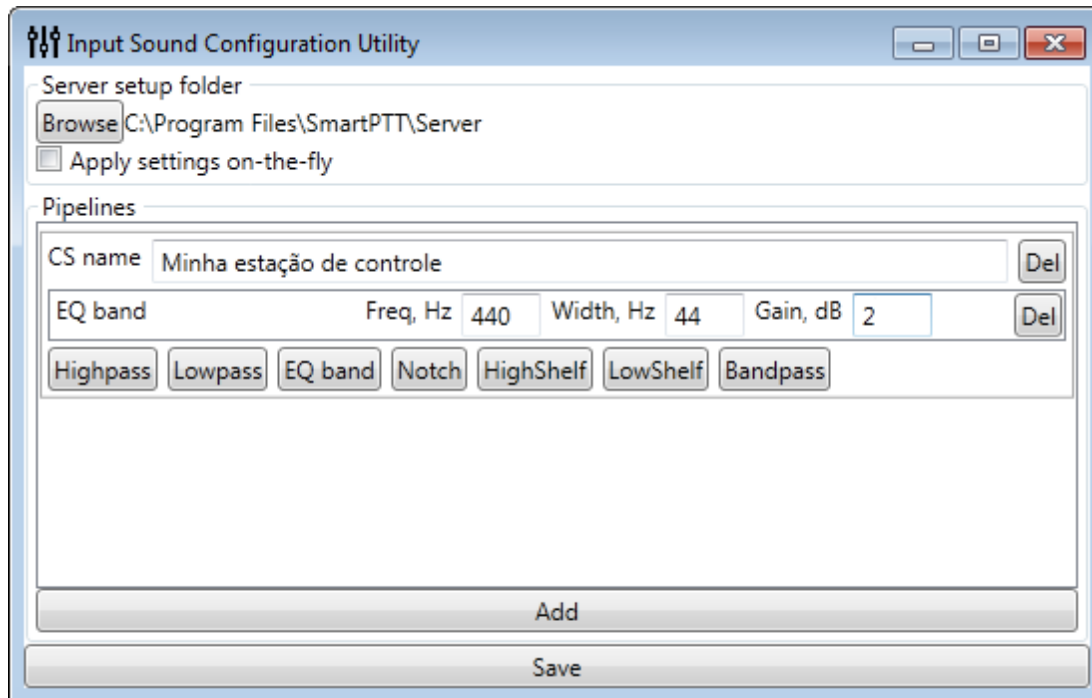 Input Sound Configuration Utility
Server setup folder
Browse C:\Program Files\SmartPTT\Server
Apply settings on-the-fly
Pipelines
CS name Minha estação de controle Del
EQ band Freq, Hz 440 Width, Hz 44 Gain, dB 2 Del
Highpass Lowpass EQ band Notch HighShelf LowShelf Bandpass
Add
Save